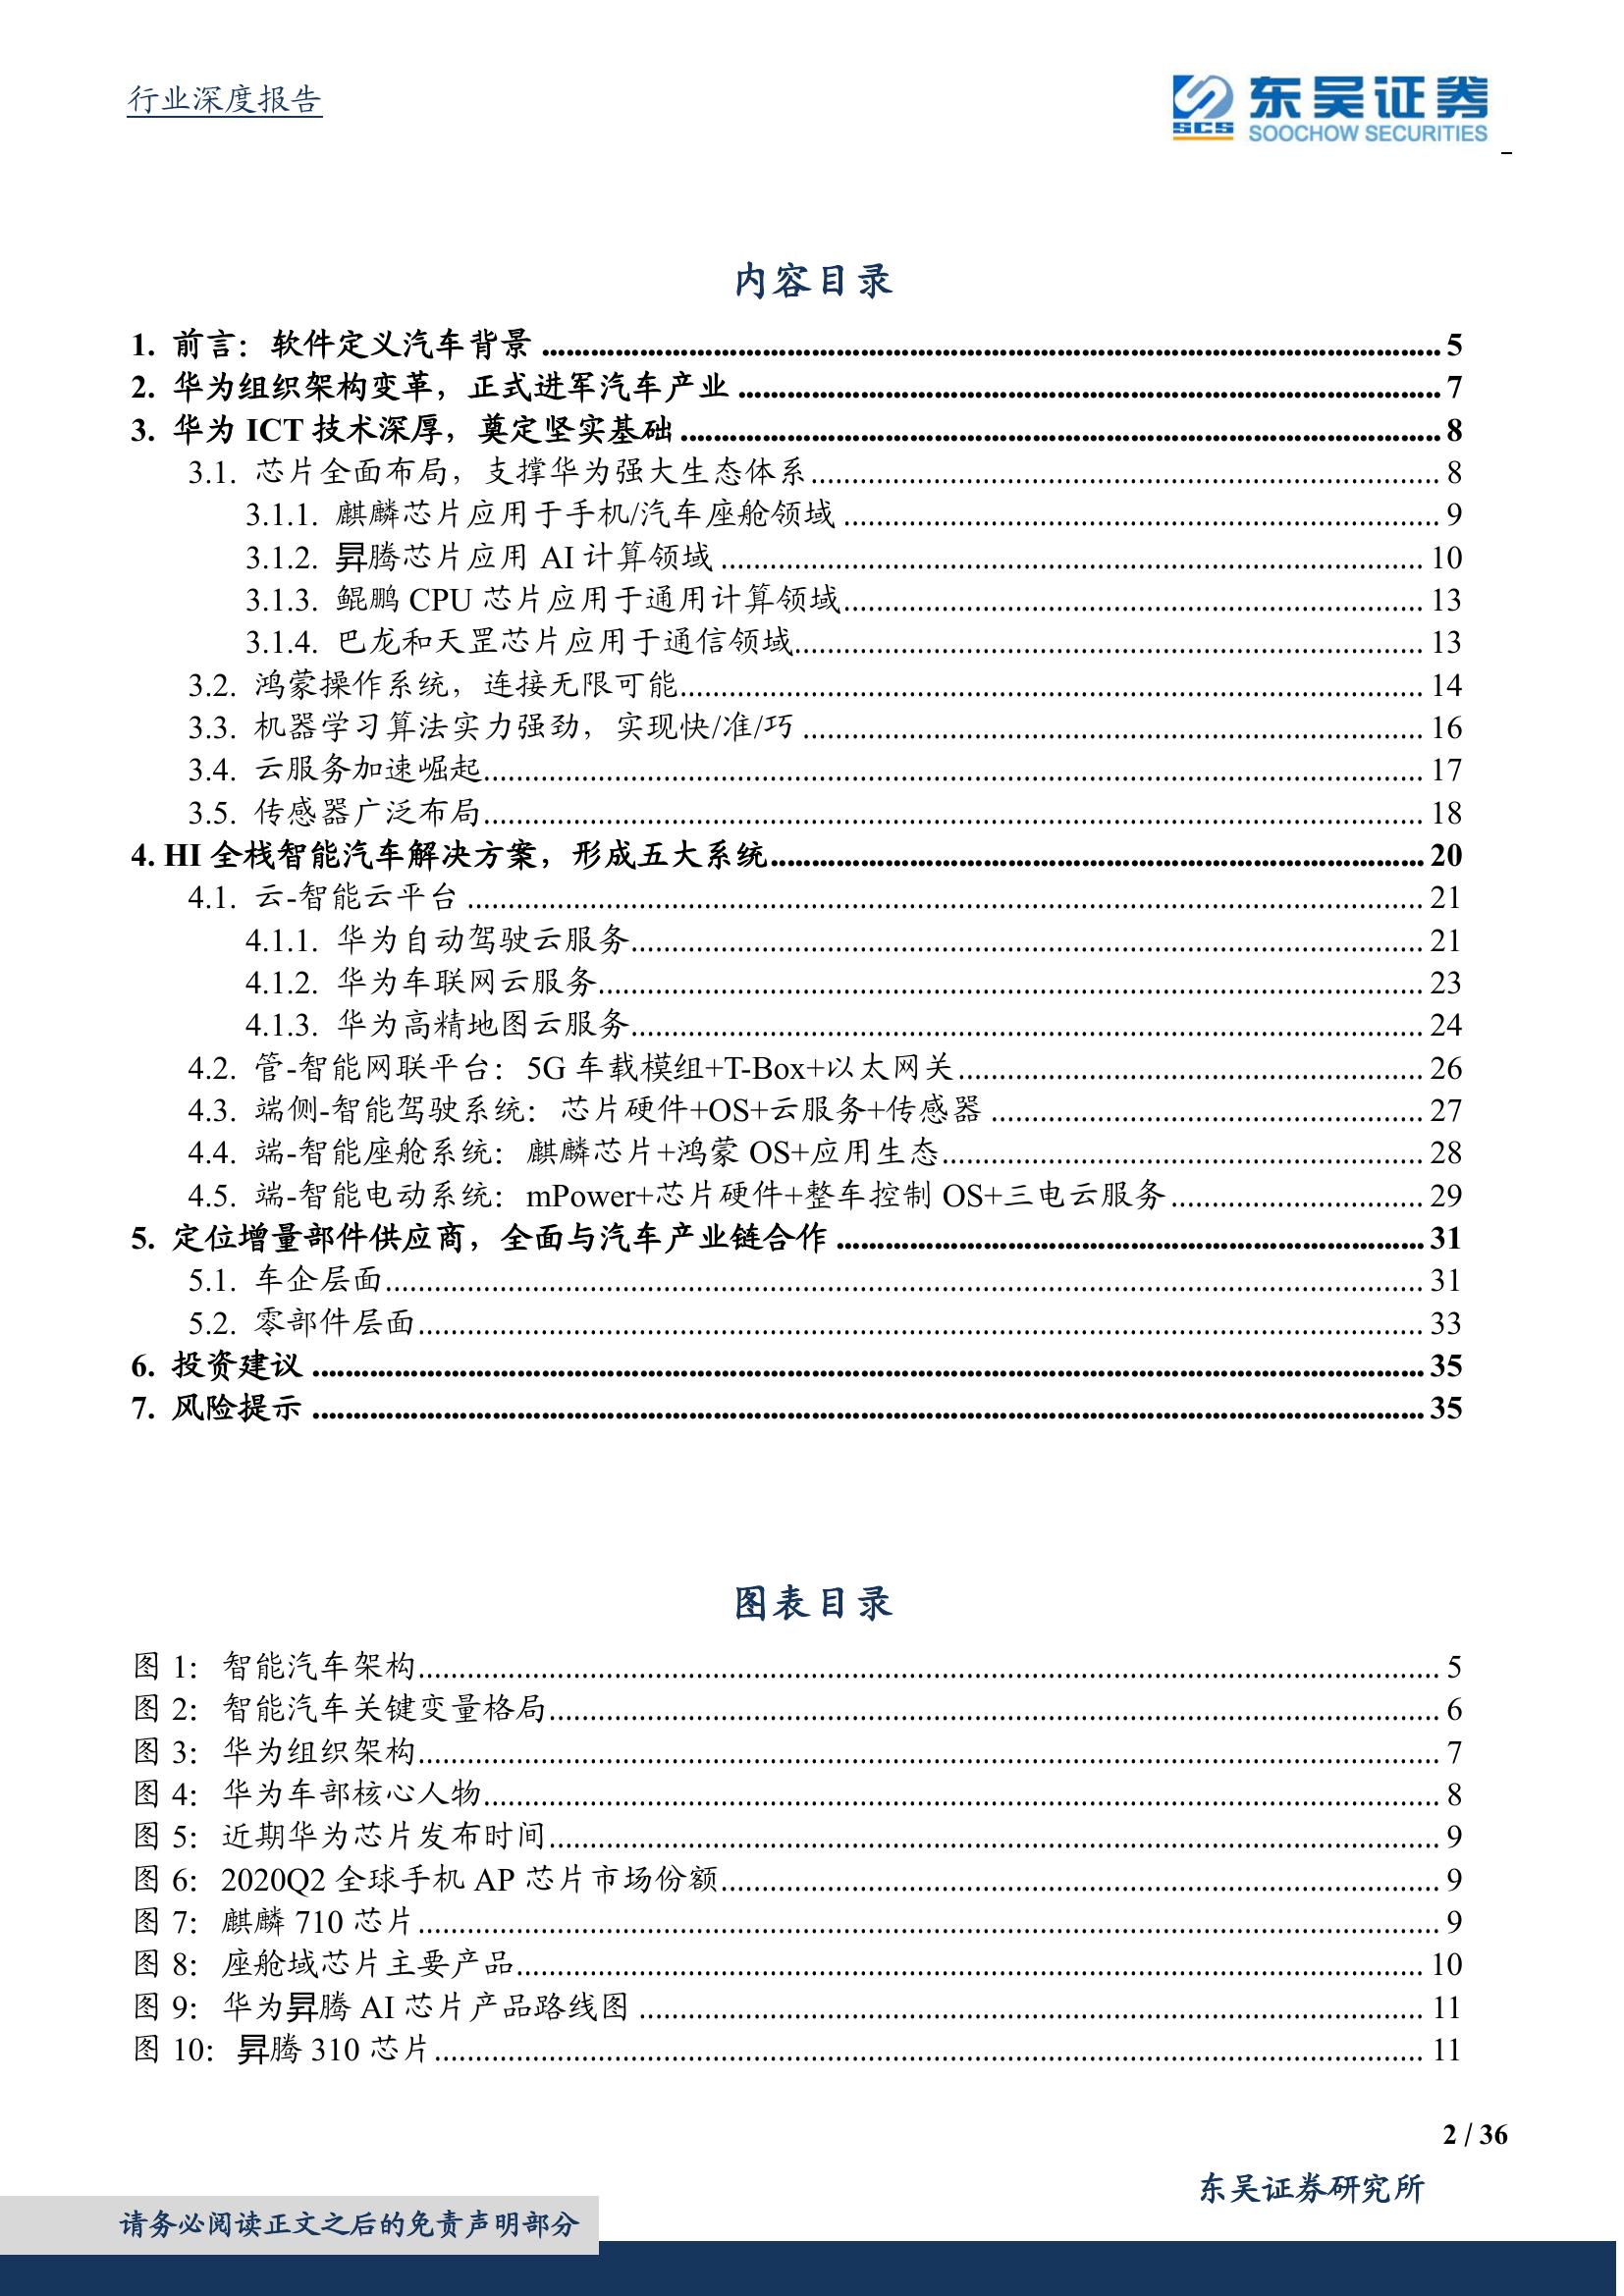 行业深度报告
东吴证券
SCS SOOCHOW SECURITIES
内容目录
1. 前言：软件定义汽车背景 5
2. 华为组织架构变革，正式进军汽车产业 7
3. 华为 ICT 技术深厚，奠定坚实基础 8
3.1. 芯片全面布局，支撑华为强大生态体系 8
3.1.1. 麒麟芯片应用于手机/汽车座舱领域 9
3.1.2. 昇腾芯片应用 AI 计算领域 10
3.1.3. 鲲鹏 CPU 芯片应用于通用计算领域 13
3.1.4. 巴龙和天罡芯片应用于通信领域 13
3.2. 鸿蒙操作系统，连接无限可能 14
3.3. 机器学习算法实力强劲，实现快/准/巧 16
3.4. 云服务加速崛起 17
3.5. 传感器广泛布局 18
4. HI 全栈智能汽车解决方案，形成五大系统 20
4.1. 云-智能云平台 21
4.1.1. 华为自动驾驶云服务 21
4.1.2. 华为车联网云服务 23
4.1.3. 华为高精地图云服务 24
4.2. 管-智能网联平台：5G 车载模组+T-Box+以太网关 26
4.3. 端侧-智能驾驶系统：芯片硬件+OS+云服务+传感器 27
4.4. 端-智能座舱系统：麒麟芯片+鸿蒙 OS+应用生态 28
4.5. 端-智能电动系统：mPower+芯片硬件+整车控制 OS+三电云服务 29
5. 定位增量部件供应商，全面与汽车产业链合作 31
5.1. 车企层面 31
5.2. 零部件层面 33
6. 投资建议 35
7. 风险提示 35
图表目录
图 1：智能汽车架构 5
图 2：智能汽车关键变量格局 6
图 3：华为组织架构 7
图 4：华为车部核心人物 8
图 5：近期华为芯片发布时间 9
图 6：2020Q2 全球手机 AP 芯片市场份额 9
图 7：麒麟 710 芯片 9
图 8：座舱域芯片主要产品 10
图 9：华为昇腾 AI 芯片产品路线图 11
图 10：昇腾 310 芯片 11
2 / 36
东吴证券研究所
请务必阅读正文之后的免责声明部分